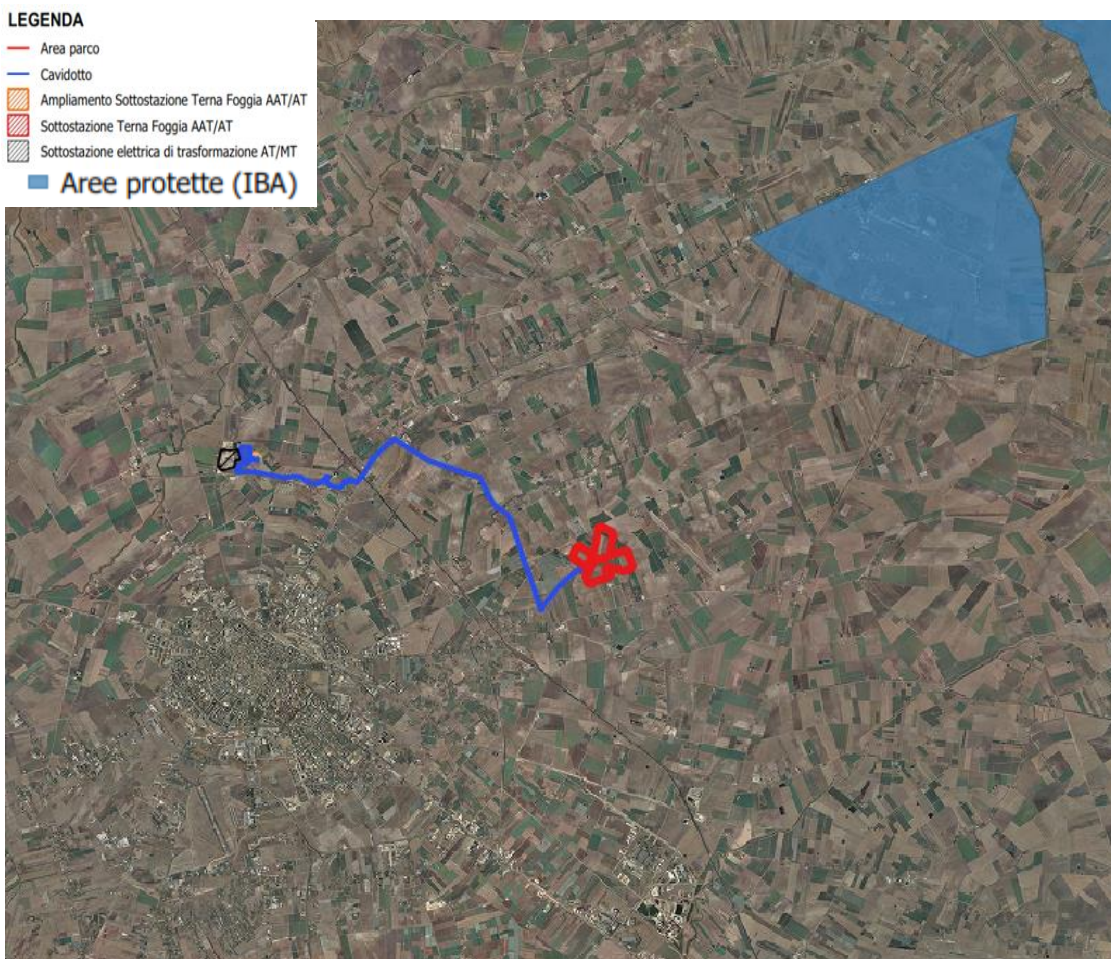 LEGENDA
Area parco
Cavidotto
Ampliamento Sottostazione Terna Foggia AAT/AT
Sottostazione Terna Foggia AAT/AT
Sottostazione elettrica di trasformazione AT/MT
Aree protette (IBA)